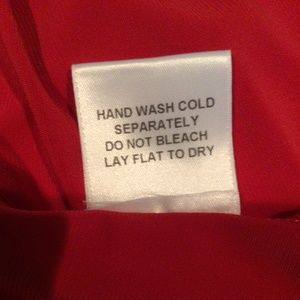 HAND WASH COLD
SEPARATELY
DO NOT BLEACH
LAY FLAT TO DRY